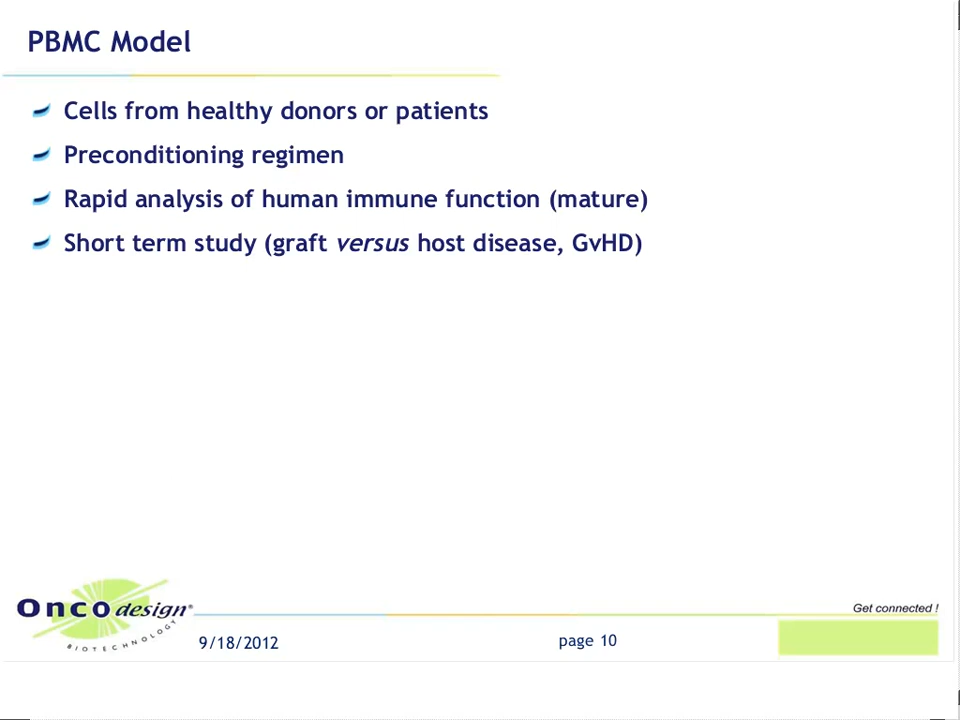 PBMC Model
Cells from healthy donors or patients
Preconditioning regimen
Rapid analysis of human immune function (mature)
Short term study (graft versus host disease, GvHD)
Oncodesign®
BIOTECHNOLOGY
Get connected !
9/18/2012
page 10